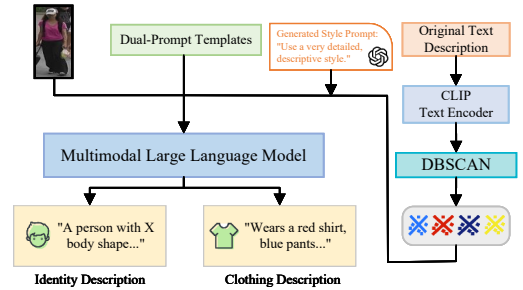 Dual-Prompt Templates
Generated Style Prompt:
"Use a very detailed,
descriptive style."
Original Text
Description
CLIP
Text Encoder
Multimodal Large Language Model
DBSCAN
"A person with X
body shape..."
"Wears a red shirt,
blue pants..."
Identity Description
Clothing Description